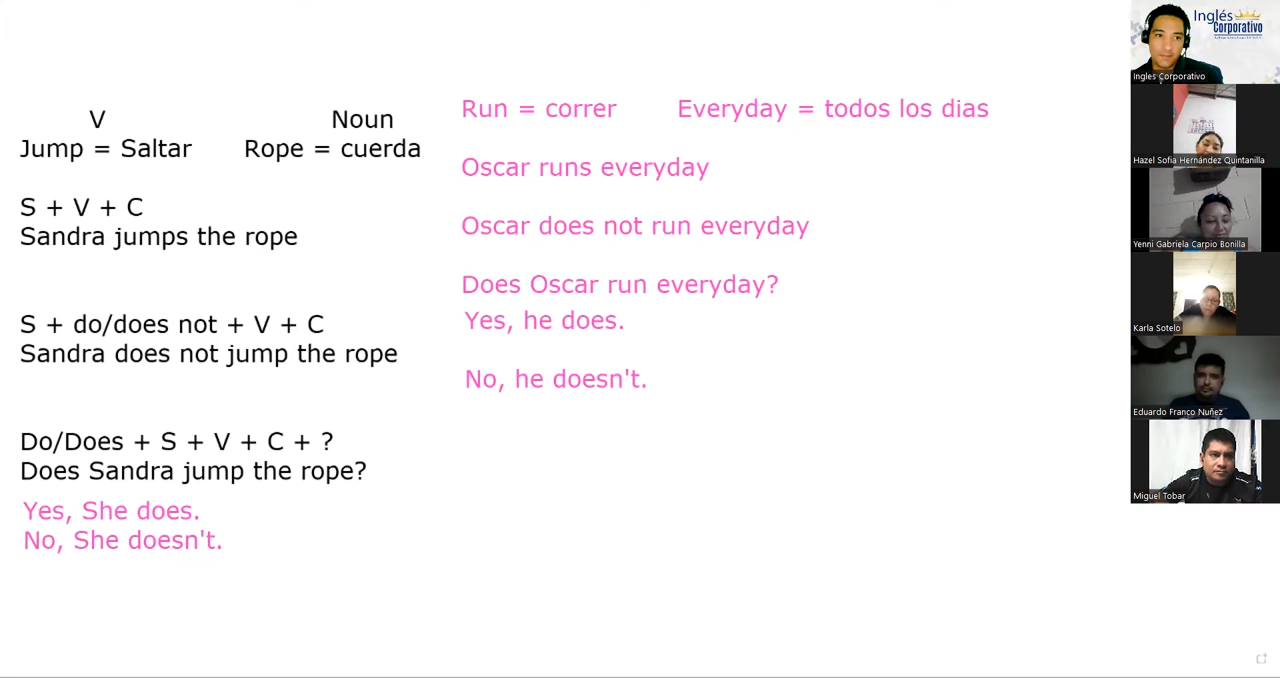 V
Noun
Jump = Saltar
Rope = cuerda
S + V + C
Sandra jumps the rope
S + do/does not + V + C
Sandra does not jump the rope
Do/Does + S + V + C + ?
Does Sandra jump the rope?
Yes, She does.
No, She doesn't.
Run = correr
Everyday = todos los dias
Oscar runs everyday
Oscar does not run everyday
Does Oscar run everyday?
Yes, he does.
No, he doesn't.
Inglés
Corporativo
Ingles Corporativo
Hazel Sofia Hernández Quintanilla
Yenni Gabriela Carpio Bonilla
Karla Sotelo
Eduardo Franco Nuñez
Miguel Tobar